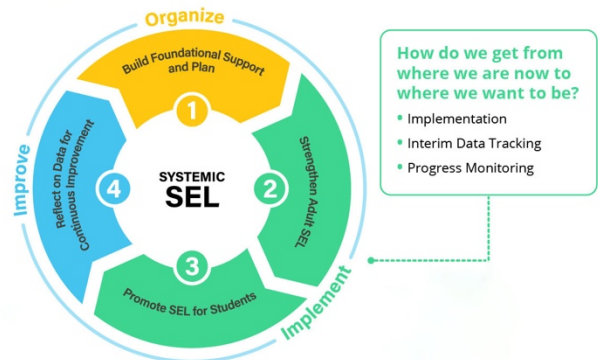 Organize
Build Foundational Support
and Plan
1
Strengthen Adult SEL
2
Implement
Promote SEL for Students
3
Improve
Reflect on Data for
Continuous Improvement
4
SYSTEMIC
SEL
How do we get from
where we are now to
where we want to be?
• Implementation
• Interim Data Tracking
• Progress Monitoring